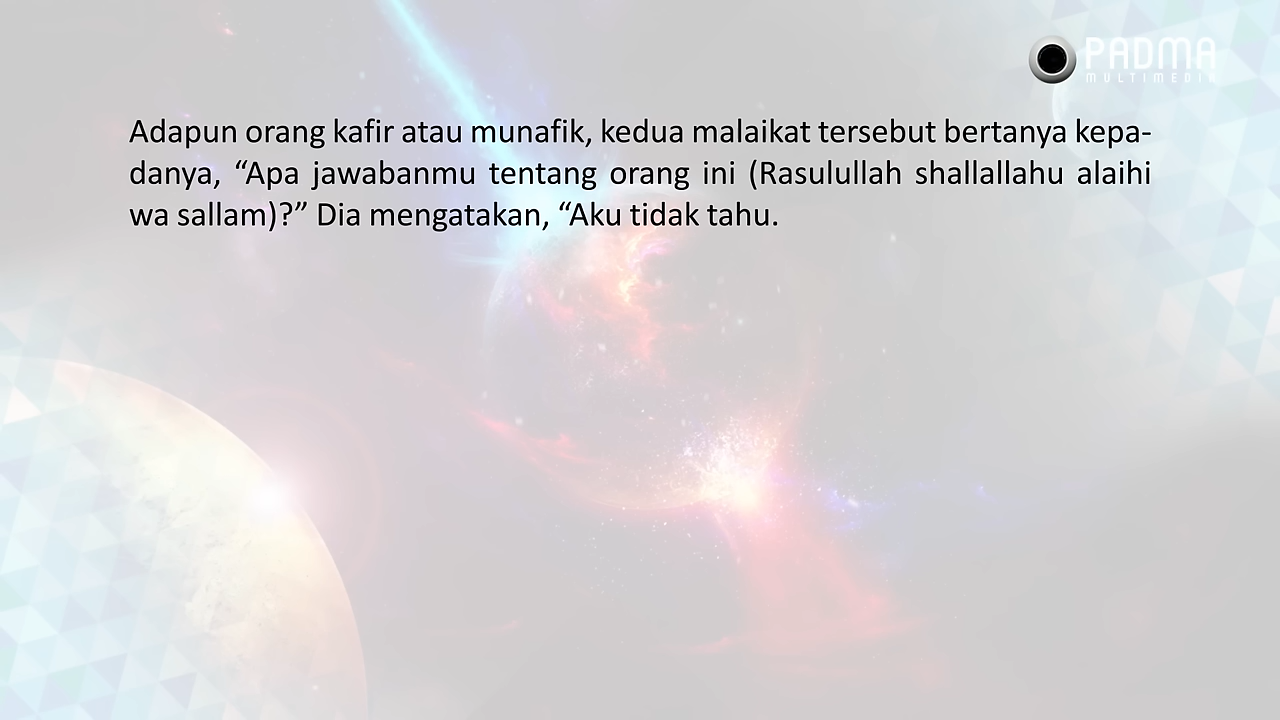 PADMA
MULTIMEDIA
Adapun orang kafir atau munafik, kedua malaikat tersebut bertanya kepa-
danya, “Apa jawabanmu tentang orang ini (Rasulullah shallallahu alaihi
wa sallam)?” Dia mengatakan, “Aku tidak tahu.